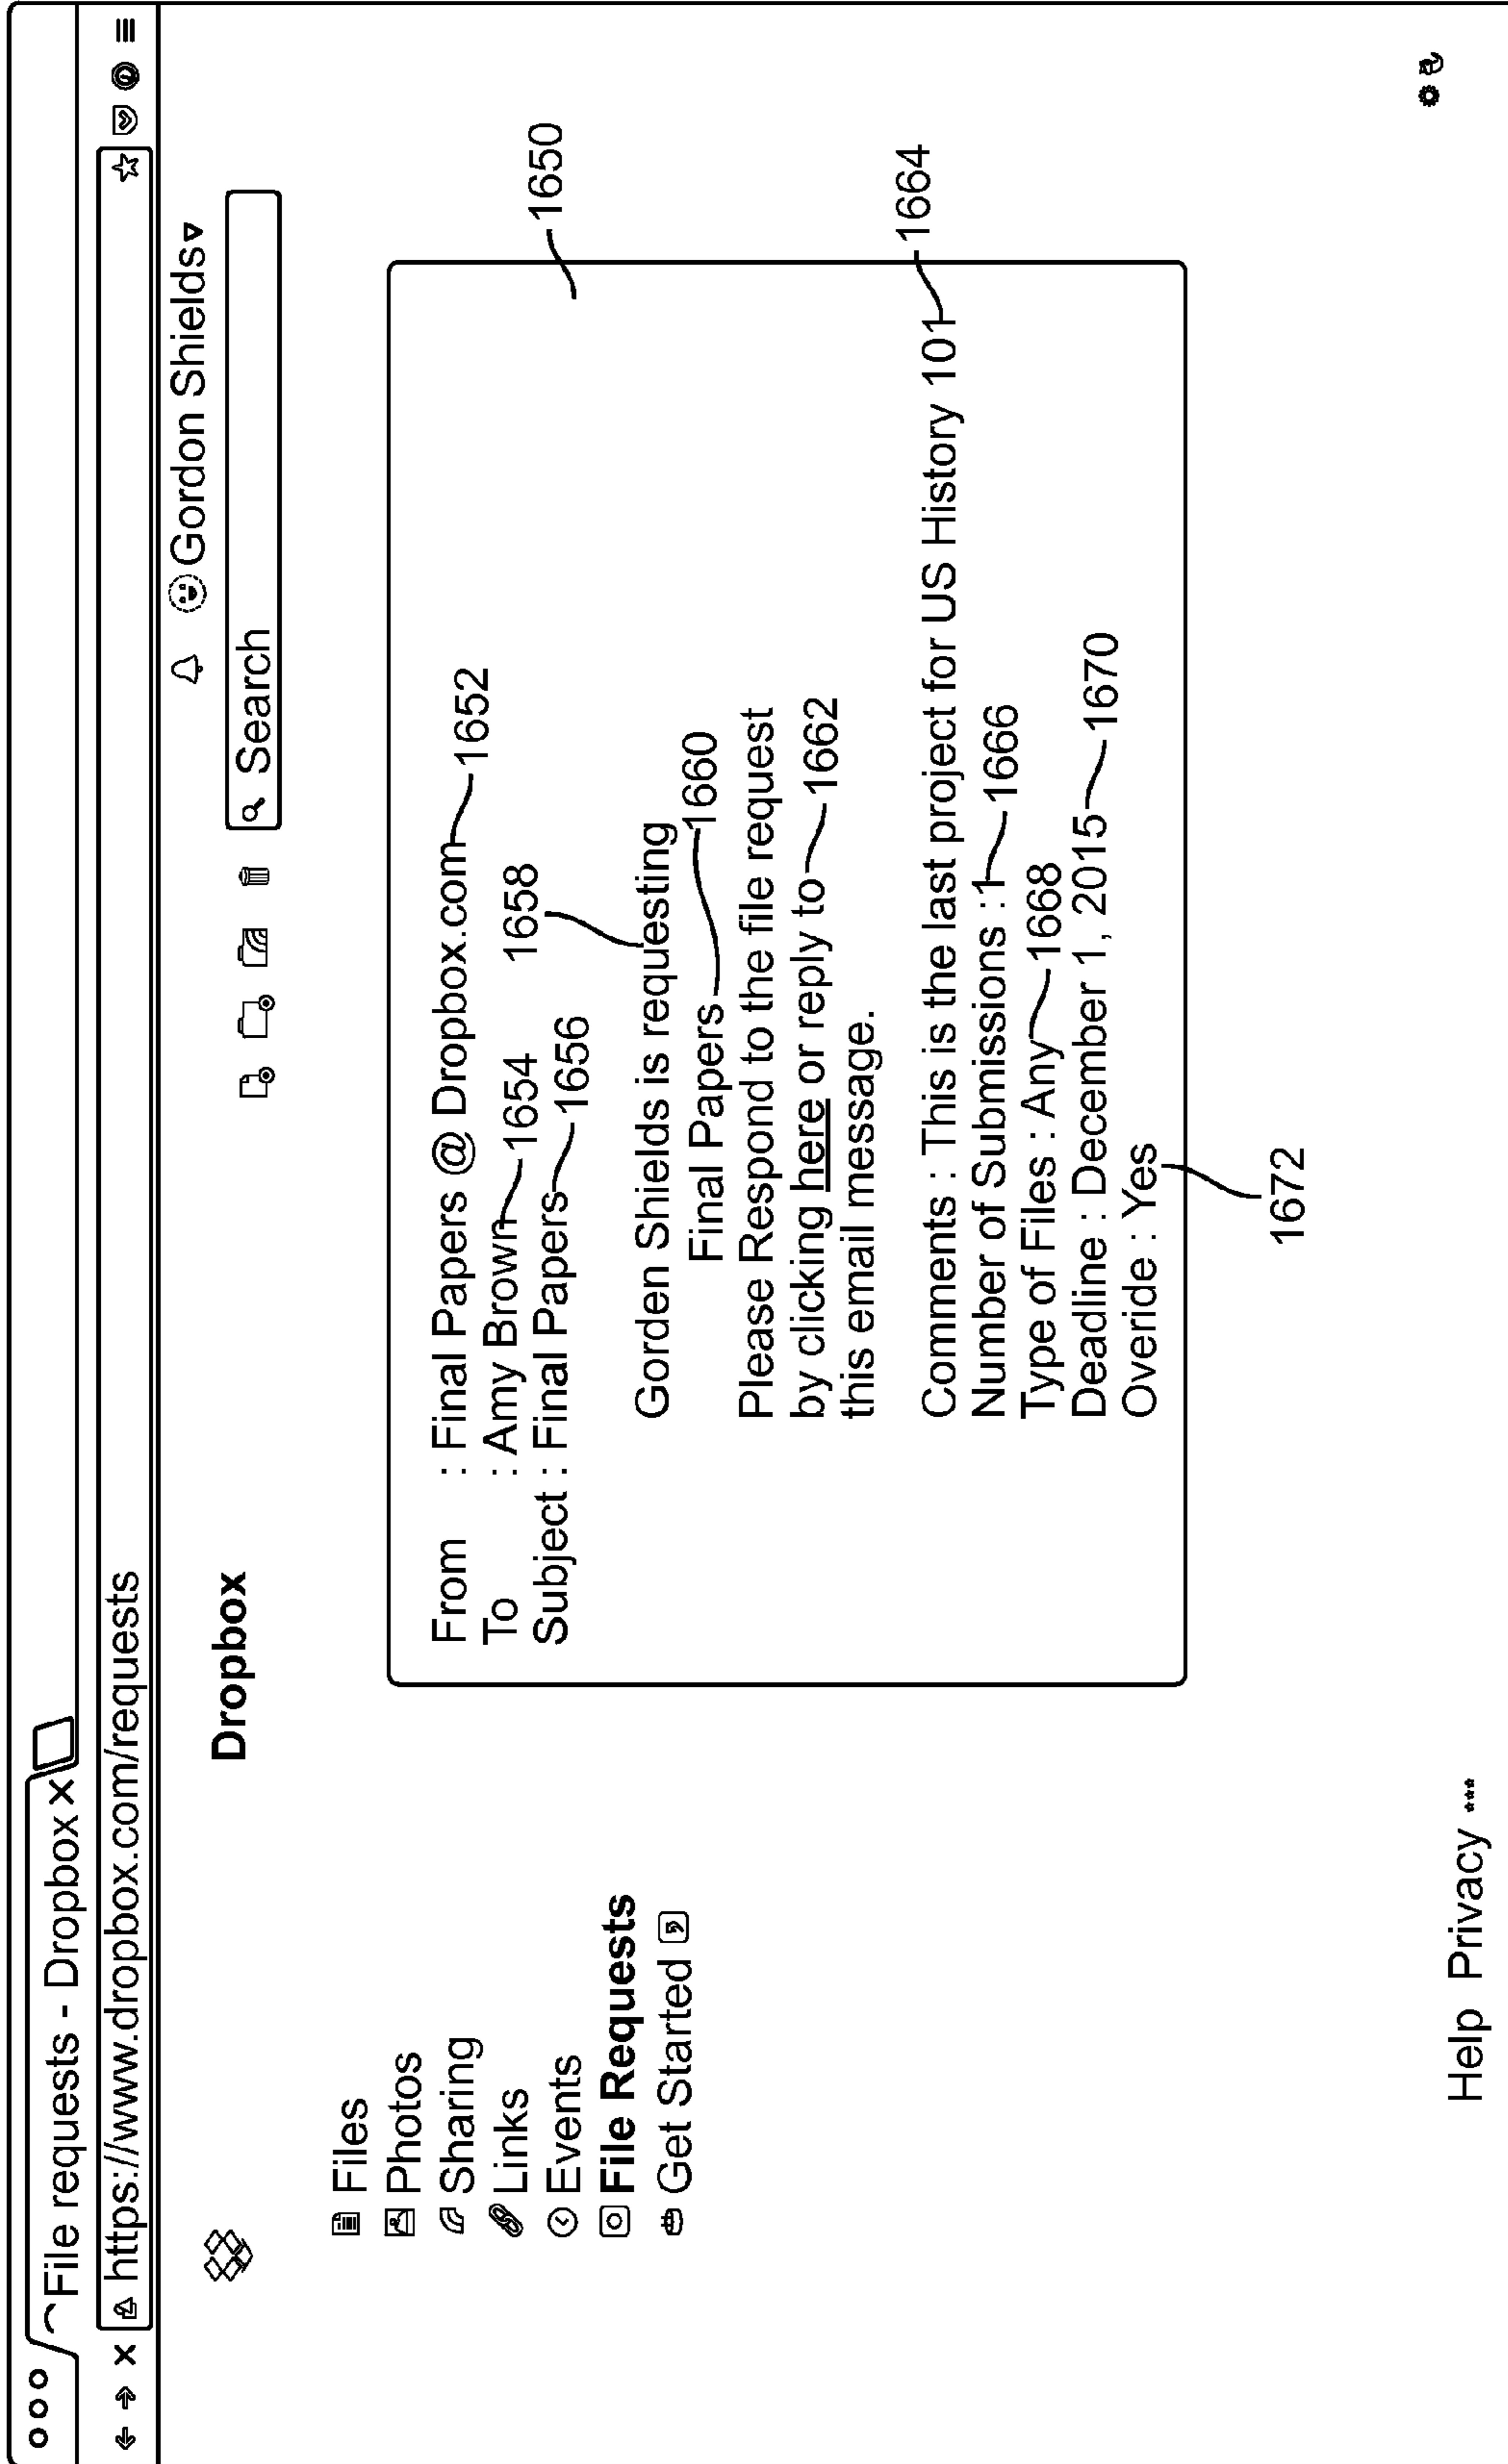 File requests - Dropbox X
https://www.dropbox.com/requests
Gordon Shields
Dropbox
Search
Files
Photos
Sharing
Links
Events
File Requests
Get Started
1650
From : Final Papers @ Dropbox.com 1652
To : Amy Brown 1654
Subject : Final Papers 1656
1658
Gorden Shields is requesting
Final Papers 1660
Please Respond to the file request
by clicking here or reply to 1662
this email message.
Comments : This is the last project for US History 101 1664
Number of Submissions :1 1666
Type of Files : Any 1668
Deadline : December 1, 2015 1670
Overide : Yes
1672
Help Privacy ***